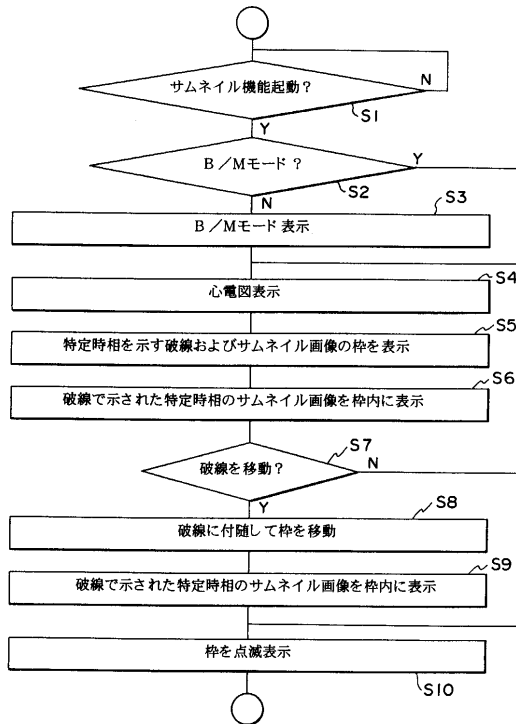 サムネイル機能起動？
N
S1
Y
B／Mモード？
Y
S2
N
S3
B／Mモード表示
S4
心電図表示
S5
特定時相を示す破線およびサムネイル画像の枠を表示
S6
破線で示された特定時相のサムネイル画像を枠内に表示
S7
破線を移動？
N
Y
S8
破線に付随して枠を移動
S9
破線で示された特定時相のサムネイル画像を枠内に表示
枠を点滅表示
S10